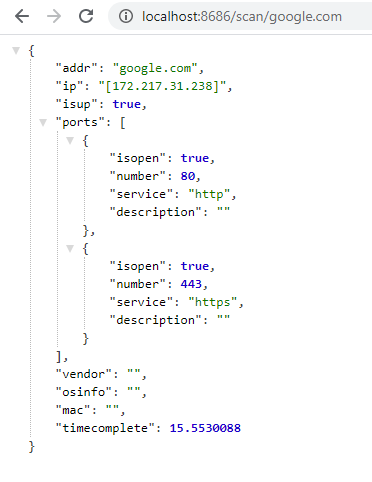 localhost:8686/scan/google.com
{
"addr": "google.com",
"ip": "[172.217.31.238]",
"isup": true,
"ports": [
{
"isopen": true,
"number": 80,
"service": "http",
"description": ""
},
{
"isopen": true,
"number": 443,
"service": "https",
"description": ""
}
],
"vendor": "",
"osinfo": "",
"mac": "",
"timecomplete": 15.5530088
}